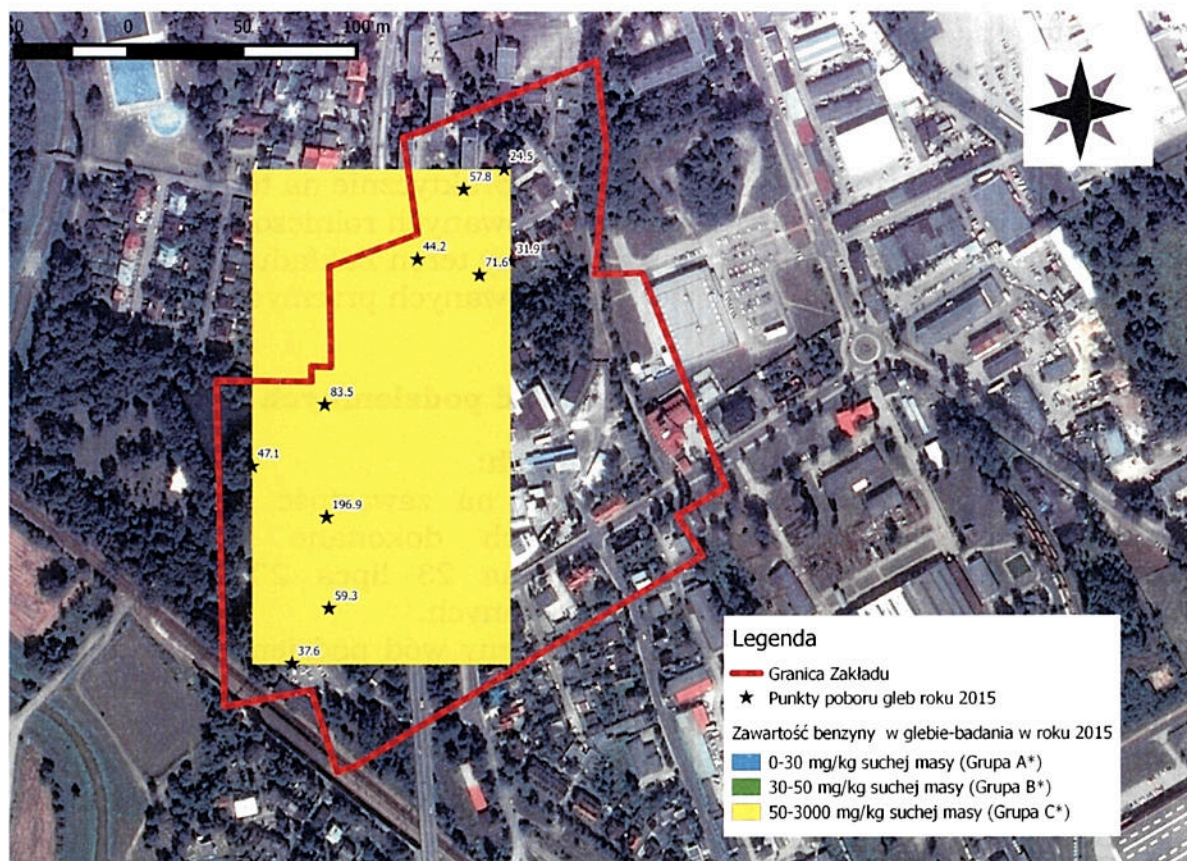 0 0 50 100 m
24.5
57.8
44.2
31.9
71.6
83.5
47.1
196.9
59.3
37.6
Legenda
Granica Zakładu
Punkty poboru gleb roku 2015
Zawartość benzyny w glebie-badania w roku 2015
0-30 mg/kg suchej masy (Grupa A*)
30-50 mg/kg suchej masy (Grupa B*)
50-3000 mg/kg suchej masy (Grupa C*)